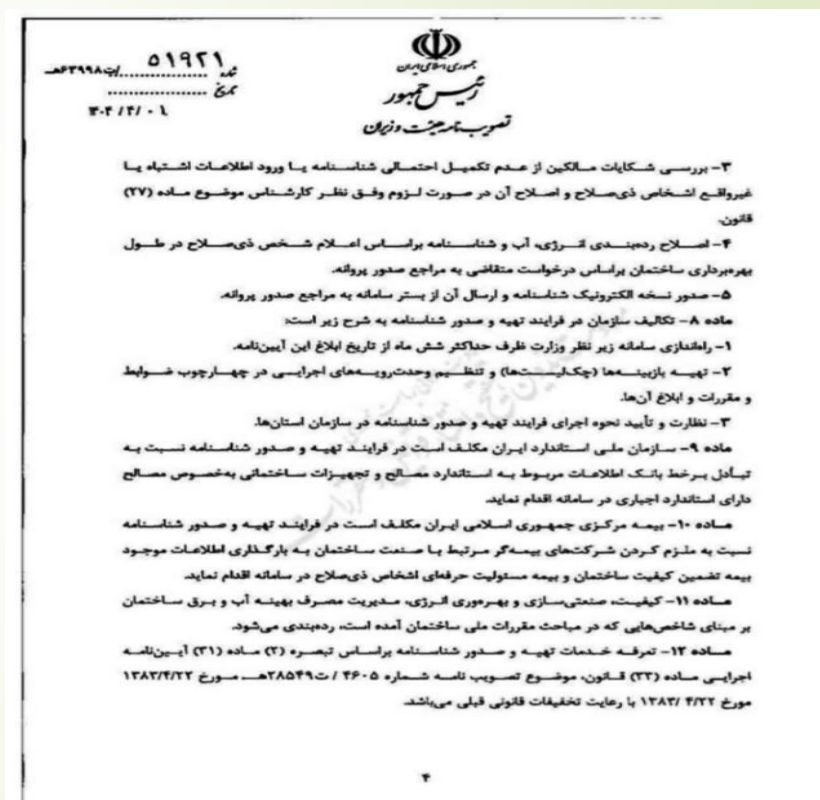 جمهوری اسلامی ایران
رئیس جمهور
تصویب نامه هیئت وزیران
شماره ۵۱۹۲۱/ت۶۳۹۹۸هـ
تاریخ
۱۴۰۴/۴/۰۱
۳- بررسی شکایات مالکین از عدم تکمیل احتمالی شناسنامه یا ورود اطلاعات اشتباه یا
غیرواقع اشخاص ذی‌صلاح و اصلاح آن در صورت لزوم وفق نظر کارشناس موضوع ماده (۲۷)
قانون.
۴- اصلاح رده‌بندی انرژی، آب و شناسنامه براساس اعلام شخص ذی‌صلاح در طول
بهره‌برداری ساختمان براساس درخواست متقاضی به مراجع صدور پروانه.
۵- صدور نسخه الکترونیک شناسنامه و ارسال آن از بستر سامانه به مراجع صدور پروانه.
ماده ۸- تکالیف سازمان در فرایند تهیه و صدور شناسنامه به شرح زیر است:
۱- راه‌اندازی سامانه زیر نظر وزارت ظرف حداکثر شش ماه از تاریخ ابلاغ این آیین‌نامه.
۲- تهیه بازبینه‌ها (چک‌لیست‌ها) و تنظیم وحدت‌رویه‌های اجرایی در چهارچوب ضوابط
و مقررات و ابلاغ آن‌ها.
۳- نظارت و تأیید نحوه اجرای فرایند تهیه و صدور شناسنامه در سازمان استان‌ها.
ماده ۹- سازمان ملی استاندارد ایران مکلف است در فرایند تهیه و صدور شناسنامه نسبت به
تبادل برخط بانک اطلاعات مربوط به استاندارد مصالح و تجهیزات ساختمانی به‌خصوص مصالح
دارای استاندارد اجباری در سامانه اقدام نماید.
ماده ۱۰- بیمه مرکزی جمهوری اسلامی ایران مکلف است در فرایند تهیه و صدور شناسنامه
نسبت به ملزم کردن شرکت‌های بیمه‌گر مرتبط با صنعت ساختمان به بارگذاری اطلاعات موجود
بیمه تضمین کیفیت ساختمان و بیمه مسئولیت حرفه‌ای اشخاص ذی‌صلاح در سامانه اقدام نماید.
ماده ۱۱- کیفیت، صنعتی‌سازی و بهره‌وری انرژی، مدیریت مصرف بهینه آب و برق ساختمان
بر مبنای شاخص‌هایی که در مباحث مقررات ملی ساختمان آمده است، رده‌بندی می‌شود.
ماده ۱۲- تعرفه خدمات تهیه و صدور شناسنامه براساس تبصره (۲) ماده (۳۱) آیین‌نامه
اجرایی ماده (۳۳) قانون، موضوع تصویب نامه شماره ۴۶۰۵ /ت۲۸۵۴۹هـ مورخ ۱۳۸۳/۴/۲۲
مورخ ۱۳۸۳/ ۴/۲۲ با رعایت تخفیفات قانونی قبلی می‌باشد.
۴